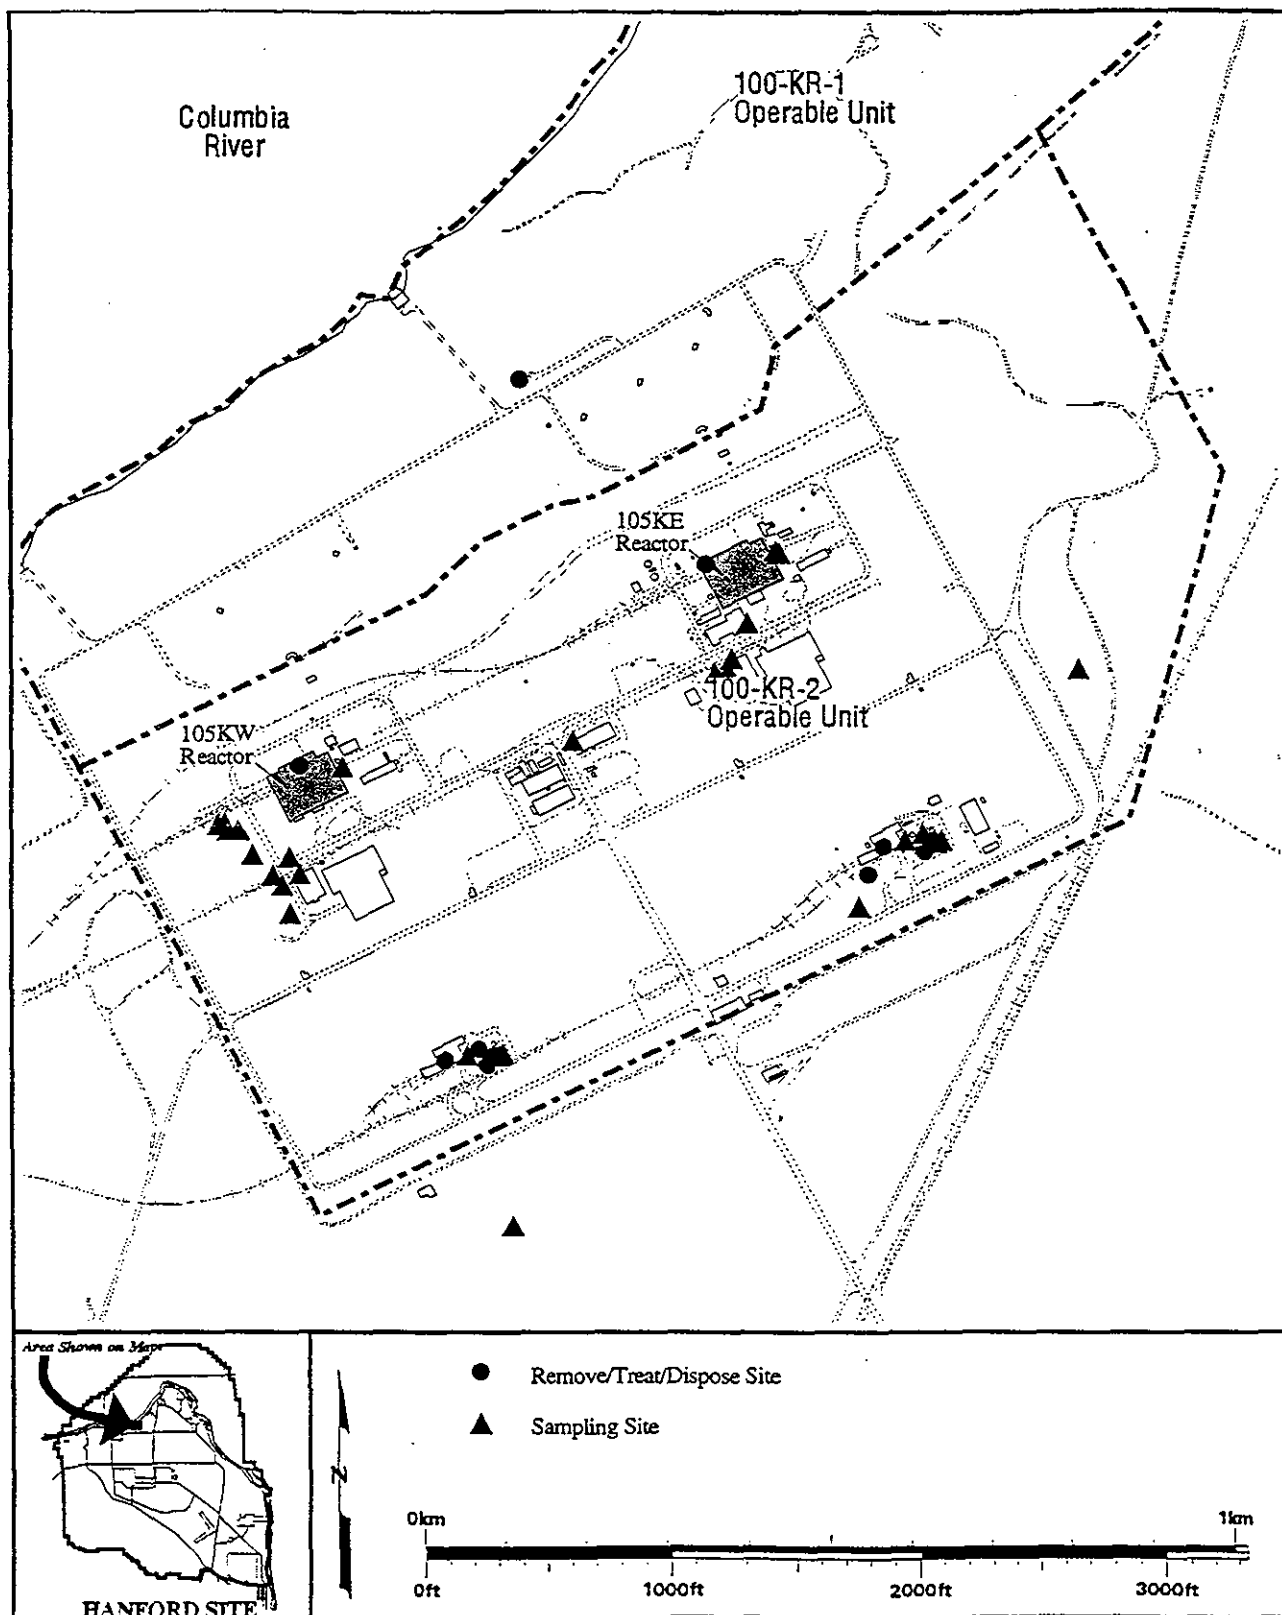 100-KR-1
Operable Unit
Columbia
River
105KE
Reactor
100-KR-2
Operable Unit
105KW
Reactor
Area Shown on Map
HANFORD SITE
Remove/Treat/Dispose Site
Sampling Site
N
0km
1km
0ft
1000ft
2000ft
3000ft